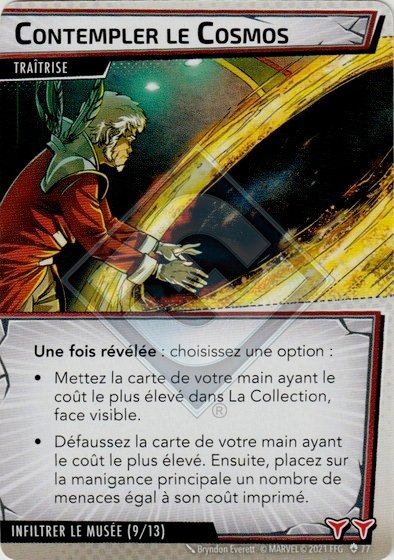 Contempler le Cosmos
TRAÎTRISE
Une fois révélée : choisissez une option :
• Mettez la carte de votre main ayant le
coût le plus élevé dans La Collection,
face visible.
• Défaussez la carte de votre main ayant
le coût le plus élevé. Ensuite, placez sur
la manigance principale un nombre de
menaces égal à son coût imprimé.
INFILTRER LE MUSÉE (9/13)
Bryndon Everett © MARVEL © 2021 FFG 77
C
®